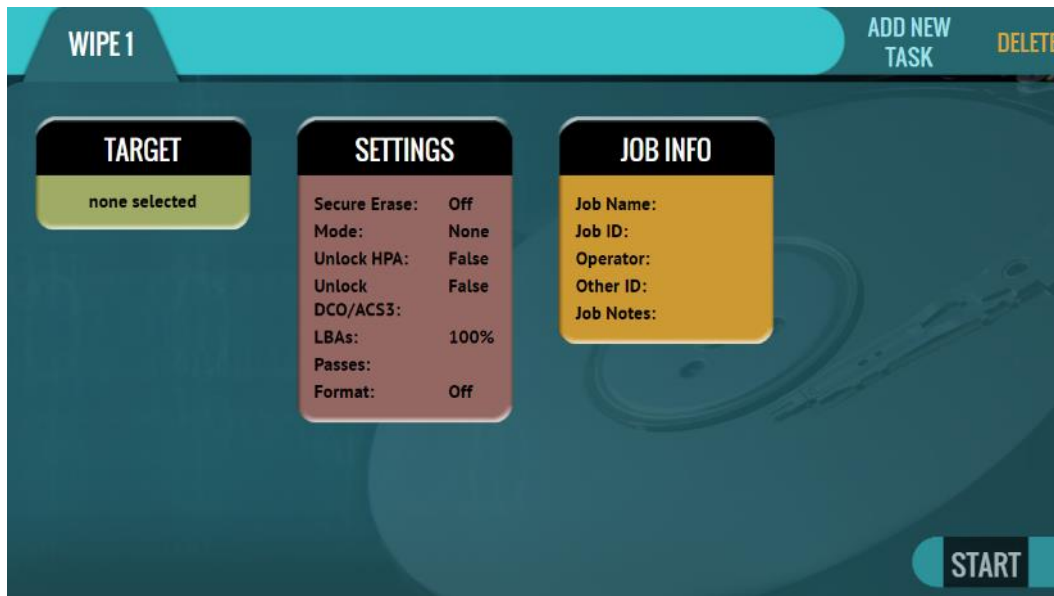 WIPE 1
ADD NEW
TASK
DELETE
TARGET
none selected
SETTINGS
Secure Erase: Off
Mode: None
Unlock HPA: False
Unlock False
DCO/ACS3:
LBAs: 100%
Passes:
Format: Off
JOB INFO
Job Name:
Job ID:
Operator:
Other ID:
Job Notes:
START